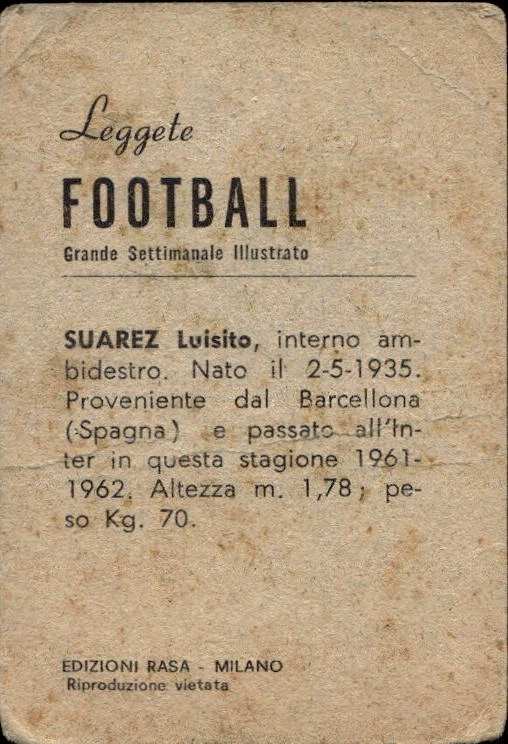 Leggete
FOOTBALL
Grande Settimanale Illustrato
SUAREZ Luisito, interno am-
bidestro. Nato il 2-5-1935.
Proveniente dal Barcellona
(Spagna) e passato all'In-
ter in questa stagione 1961-
1962. Altezza m. 1,78; pe-
so Kg. 70.
EDIZIONI RASA - MILANO
Riproduzione vietata